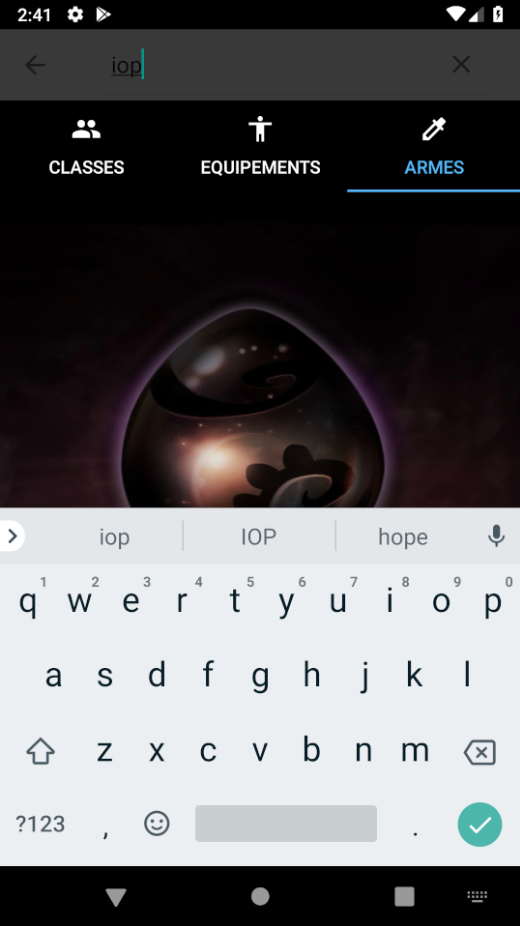 2:41
iop
CLASSES EQUIPEMENTS ARMES
iop IOP hope
1 2 3 4 5 6 7 8 9 0
q w e r t y u i o p
a s d f g h j k l
z x c v b n m
?123 , .